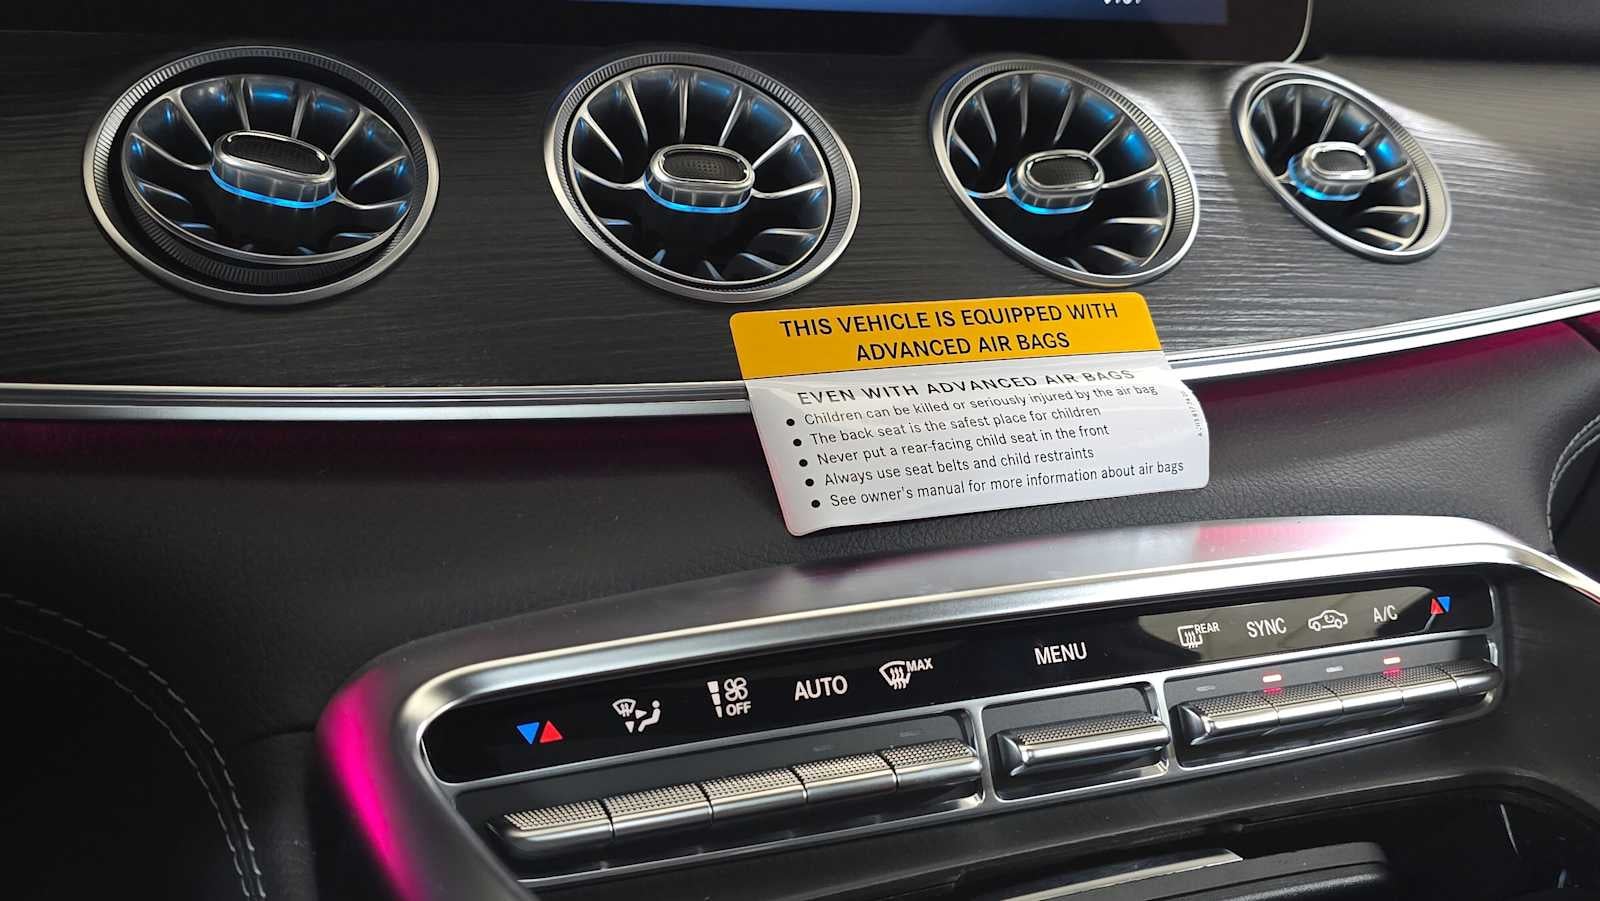 THIS VEHICLE IS EQUIPPED WITH
ADVANCED AIR BAGS
EVEN WITH ADVANCED AIR BAGS
● Children can be killed or seriously injured by the air bag
● The back seat is the safest place for children
● Never put a rear-facing child seat in the front
● Always use seat belts and child restraints
● See owner's manual for more information about air bags
OFF
AUTO
MAX
MENU
REAR
SYNC
A/C